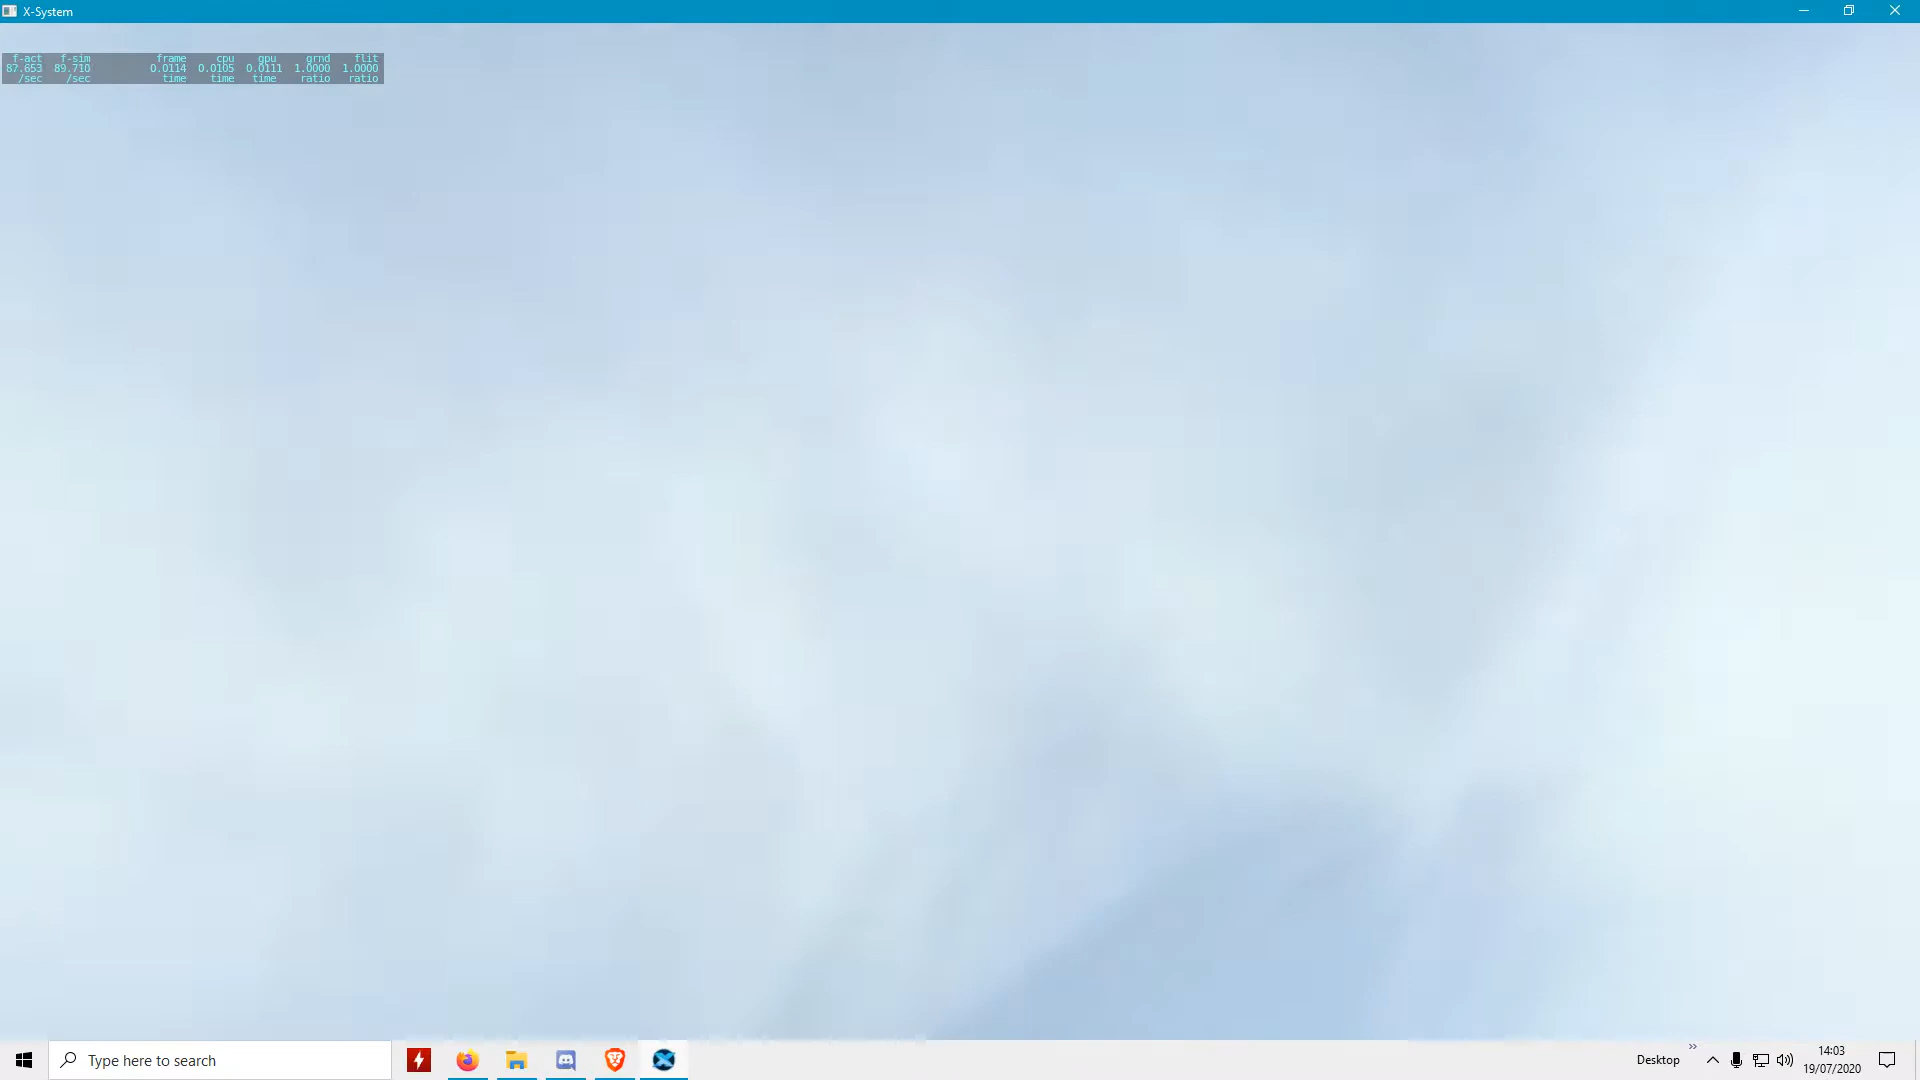 X-System
f-act f-sim frame cpu gpu grnd flit
87.653 89.710 0.0114 0.0105 0.0111 1.0000 1.0000
/sec /sec time time time ratio ratio
Type here to search
Desktop
14:03
19/07/2020